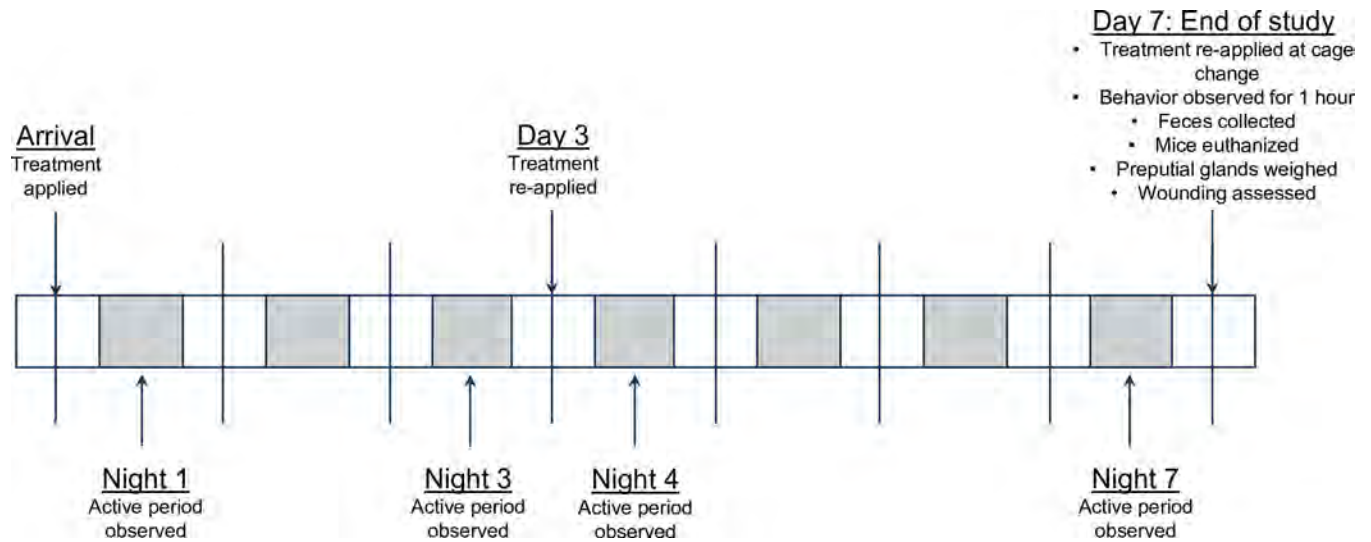 Day 7: End of study
• Treatment re-applied at cage
change
• Behavior observed for 1 hour
• Feces collected
• Mice euthanized
• Preputial glands weighed
• Wounding assessed
Arrival
Treatment
applied
Day 3
Treatment
re-applied
Night 1
Active period
observed
Night 3
Active period
observed
Night 4
Active period
observed
Night 7
Active period
observed